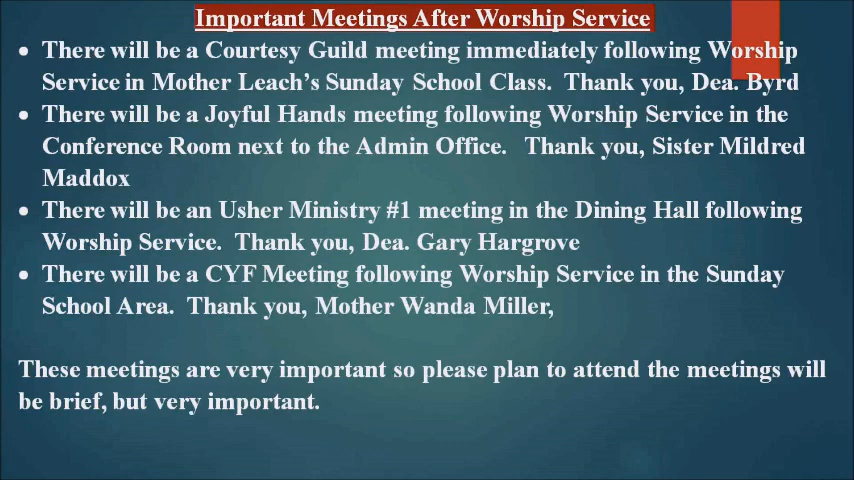 Important Meetings After Worship Service
• There will be a Courtesy Guild meeting immediately following Worship
Service in Mother Leach's Sunday School Class.  Thank you, Dea. Byrd
• There will be a Joyful Hands meeting following Worship Service in the
Conference Room next to the Admin Office.   Thank you, Sister Mildred
Maddox
• There will be an Usher Ministry #1 meeting in the Dining Hall following
Worship Service.  Thank you, Dea. Gary Hargrove
• There will be a CYF Meeting following Worship Service in the Sunday
School Area.  Thank you, Mother Wanda Miller,
These meetings are very important so please plan to attend the meetings will
be brief, but very important.